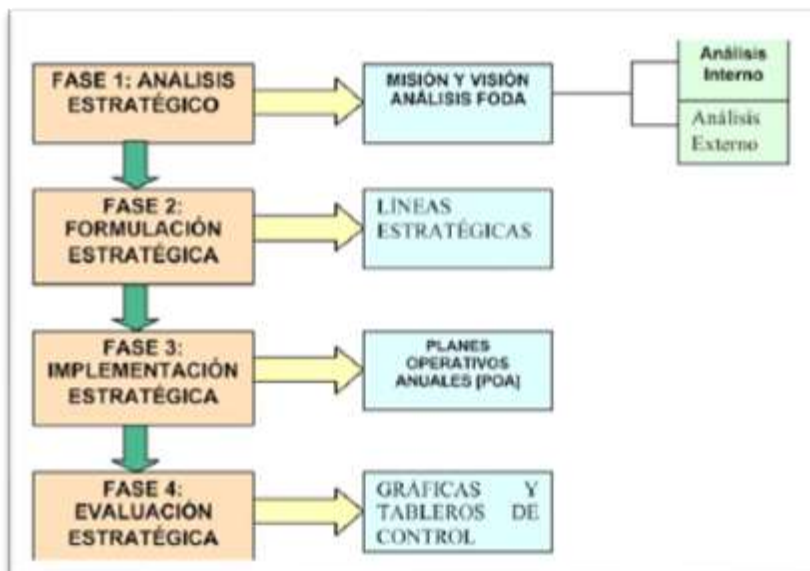 FASE 1: ANÁLISIS
ESTRATÉGICO
MISIÓN Y VISIÓN
ANÁLISIS FODA
Análisis
Interno
Análisis
Externo
FASE 2:
FORMULACIÓN
ESTRATÉGICA
LÍNEAS
ESTRATÉGICAS
FASE 3:
IMPLEMENTACIÓN
ESTRATÉGICA
PLANES
OPERATIVOS
ANUALES [POA]
FASE 4:
EVALUACIÓN
ESTRATÉGICA
GRÁFICAS Y
TABLEROS DE
CONTROL